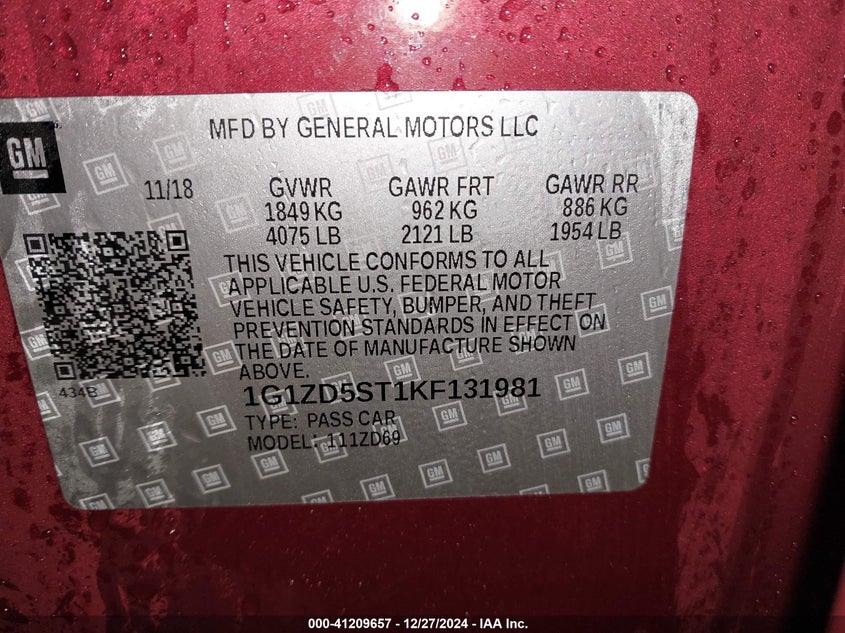 GM
MFD BY GENERAL MOTORS LLC
11/18 GVWR GAWR FRT GAWR RR
1849 KG 962 KG 886 KG
4075 LB 2121 LB 1954 LB
THIS VEHICLE CONFORMS TO ALL
APPLICABLE U.S. FEDERAL MOTOR
VEHICLE SAFETY, BUMPER, AND THEFT
PREVENTION STANDARDS IN EFFECT ON
THE DATE OF MANUFACTURE SHOWN
ABOVE.
434B
1G1ZD5ST1KF131981
TYPE: PASS CAR
MODEL: 111ZD69
000-41209657 - 12/27/2024 - IAA Inc.